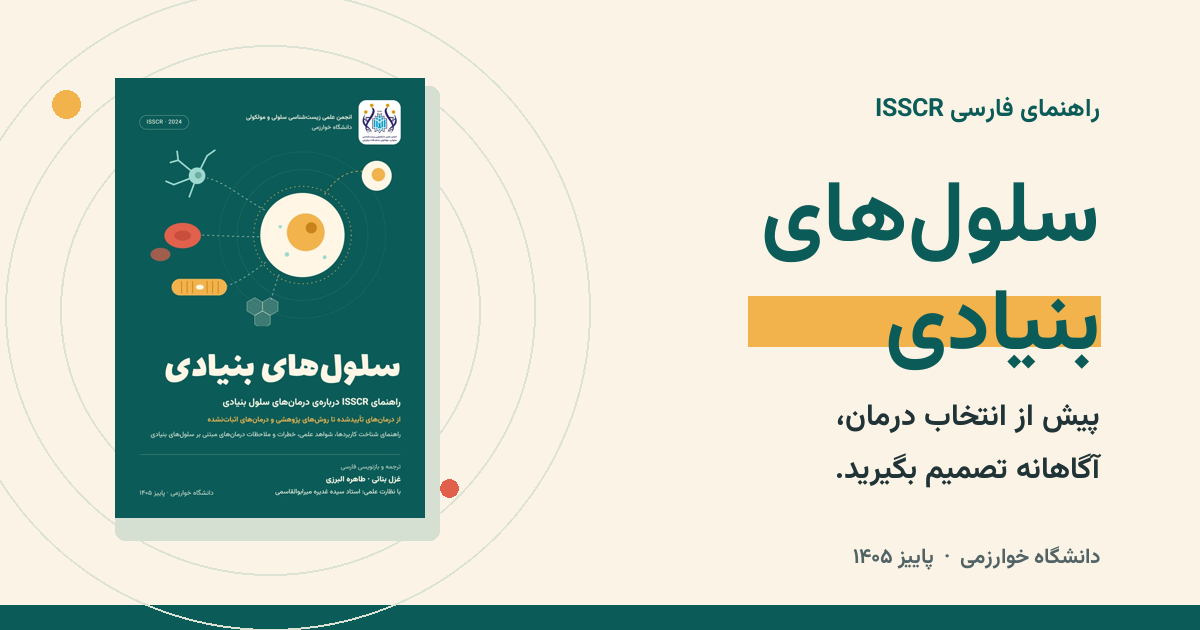 راهنمای فارسی ISSCR
سلول‌های
بنیادی
پیش از انتخاب درمان،
آگاهانه تصمیم بگیرید.
دانشگاه خوارزمی · پاییز ۱۴۰۵
انجمن علمی زیست‌شناسی سلولی و مولکولی
دانشگاه خوارزمی
ISSCR · 2024
سلول‌های بنیادی
راهنمای ISSCR درباره‌ی درمان‌های سلول بنیادی
از درمان‌های تأییدشده تا روش‌های پژوهشی و درمان‌های اثبات‌نشده
راهنمای شناخت کاربردها، شواهد علمی، خطرات و ملاحظات درمان‌های مبتنی بر سلول‌های بنیادی
ترجمه و بازنویسی فارسی
غزل بنائی · طاهره البرزی
با نظارت علمی: استاد سیده غدیره میرابوالقاسمی
دانشگاه خوارزمی · پاییز ۱۴۰۵